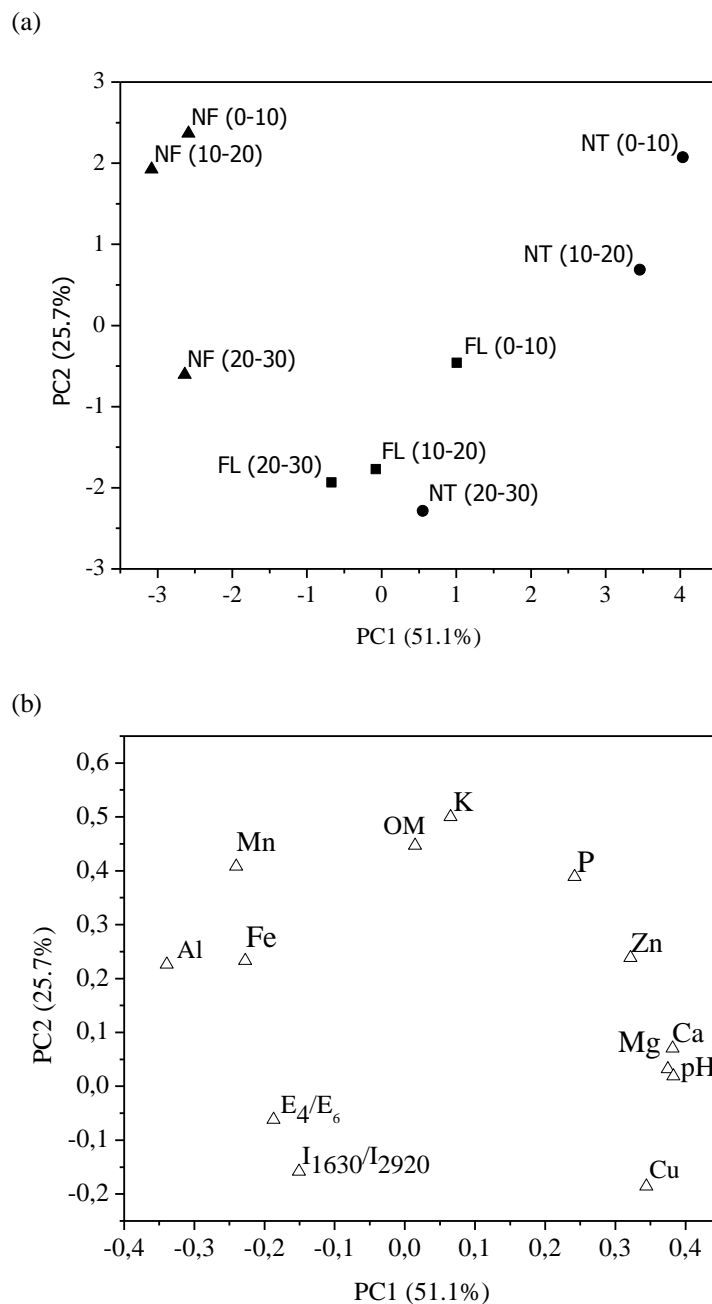 (a)
3
2
1
0
-1
-2
-3
PC2 (25.7%)
NF (0-10)
NF (10-20)
NT (0-10)
NT (10-20)
NF (20-30)
FL (0-10)
FL (20-30)
FL (10-20)
NT (20-30)
-3 -2 -1 0 1 2 3 4
PC1 (51.1%)
(b)
0,6
0,5
0,4
0,3
0,2
0,1
0,0
-0,1
-0,2
PC2 (25.7%)
K
OM
Mn
P
Al
Fe
Zn
Ca
Mg
pH
E4/E6
I1630/I2920
Cu
-0,4 -0,3 -0,2 -0,1 0,0 0,1 0,2 0,3 0,4
PC1 (51.1%)